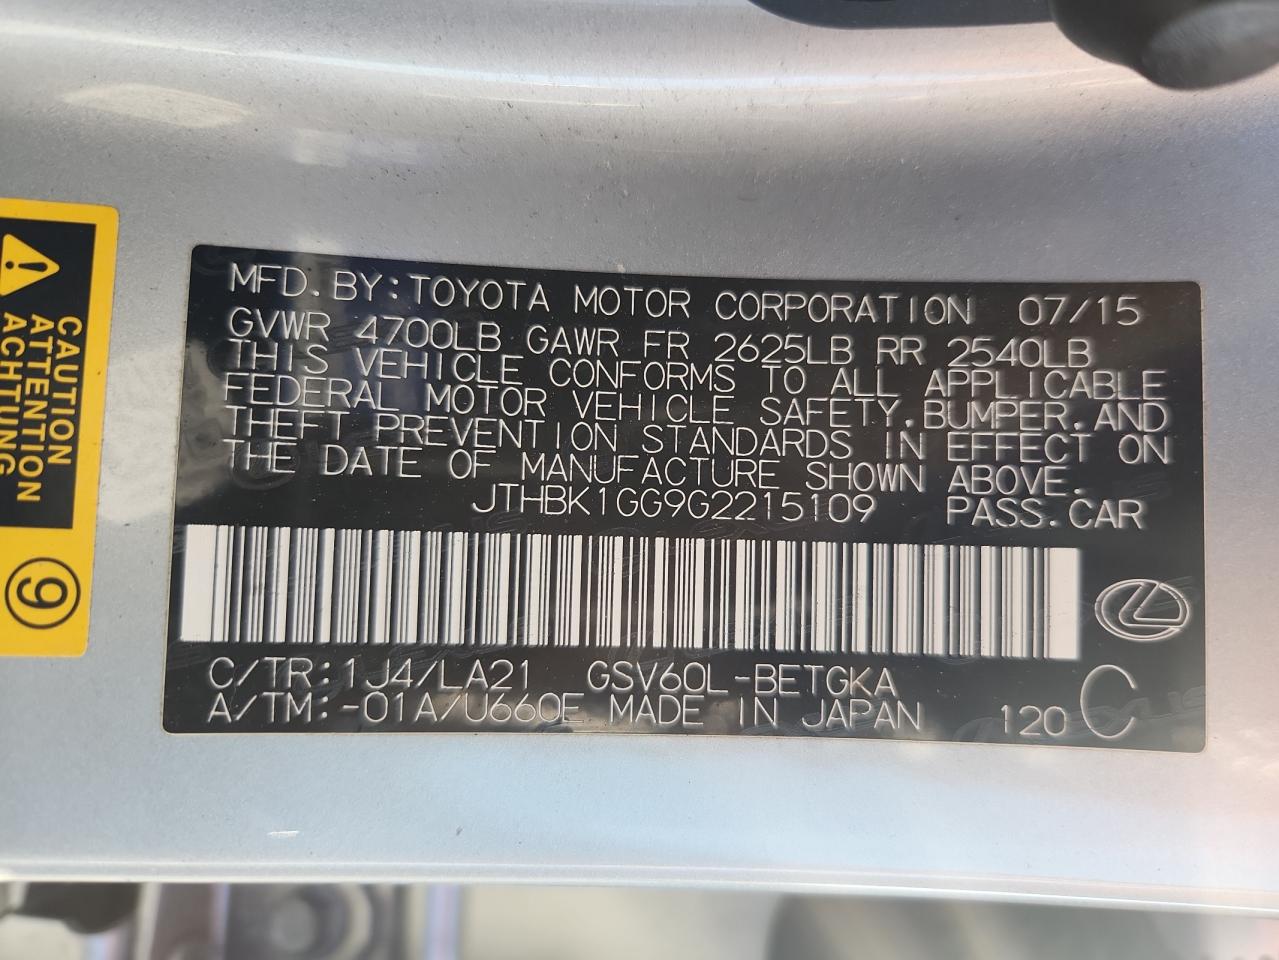 MFD. BY: TOYOTA MOTOR CORPORATION 07/15
GVWR 4700LB GAWR FR 2625LB RR 2540LB
THIS VEHICLE CONFORMS TO ALL APPLICABLE
FEDERAL MOTOR VEHICLE SAFETY, BUMPER, AND
THEFT PREVENTION STANDARDS IN EFFECT ON
THE DATE OF MANUFACTURE SHOWN ABOVE.
JTHBK1GG9G2215109 PASS. CAR
C/TR: 1J4/LA21 GSV60L-BETGKA
A/TM: -01A/U660E MADE IN JAPAN 120 C
CAUTION
ATTENTION
ACHTUNG
9